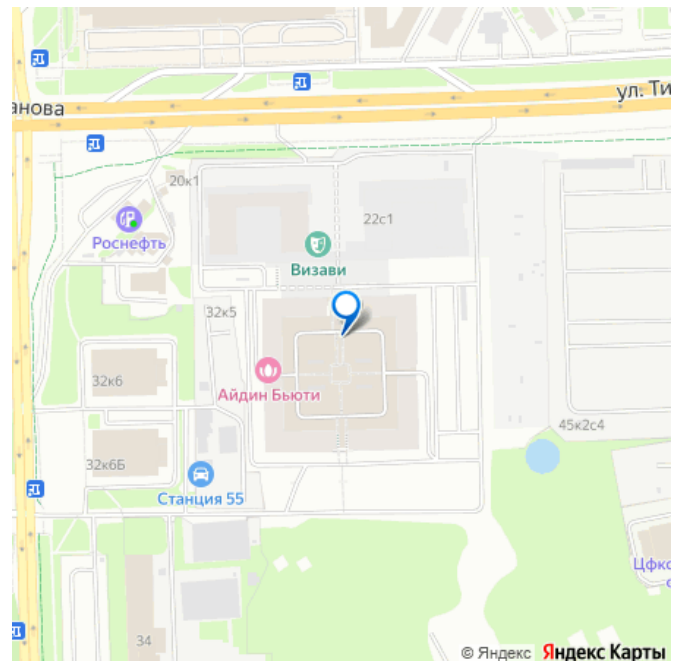 анова
ул. Ти
20к1
22с1
Роснефть
Визави
32к5
32к6
Айдин Бьюти
45к2с4
32к6Б
Станция 55
Цфкс
с
34
© Яндекс Яндекс Карты